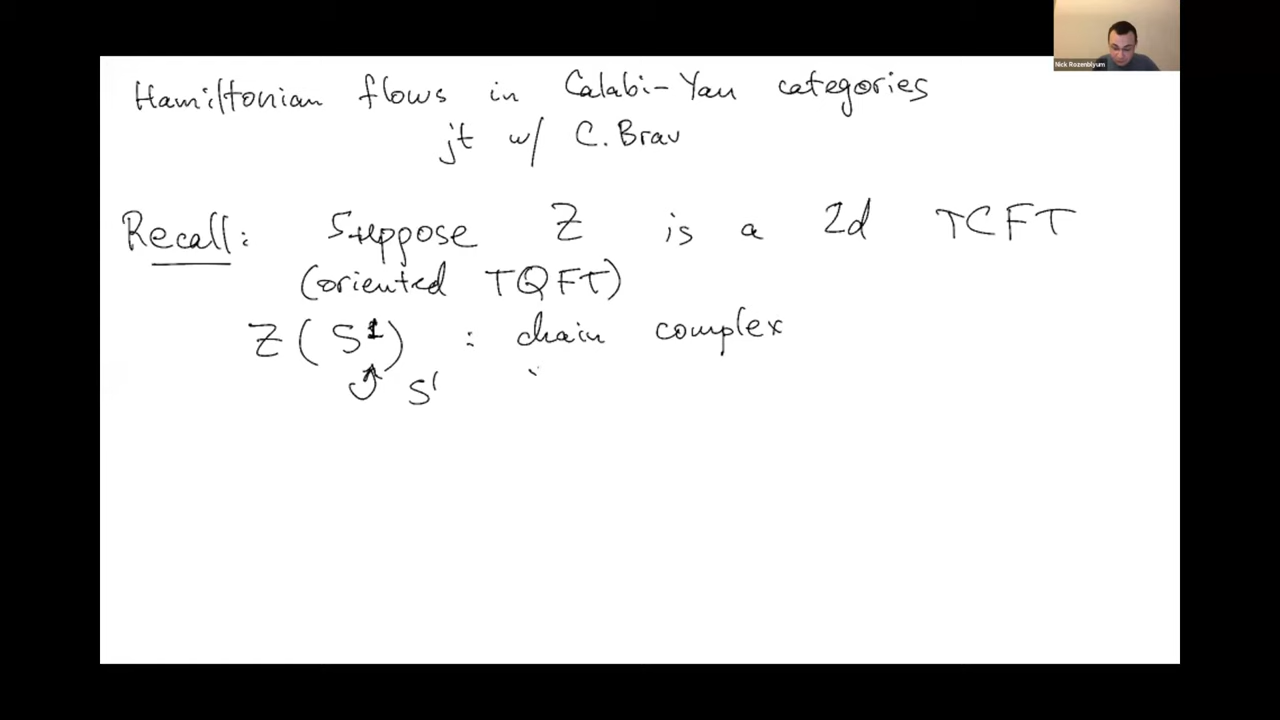 Hamiltonian flows in Calabi-Yau categories
jt w/ C. Brav
Recall: Suppose Z is a 2d TCFT
(oriented TQFT)
Z(S¹) : chain complex
S¹
Nick Rozenblyum